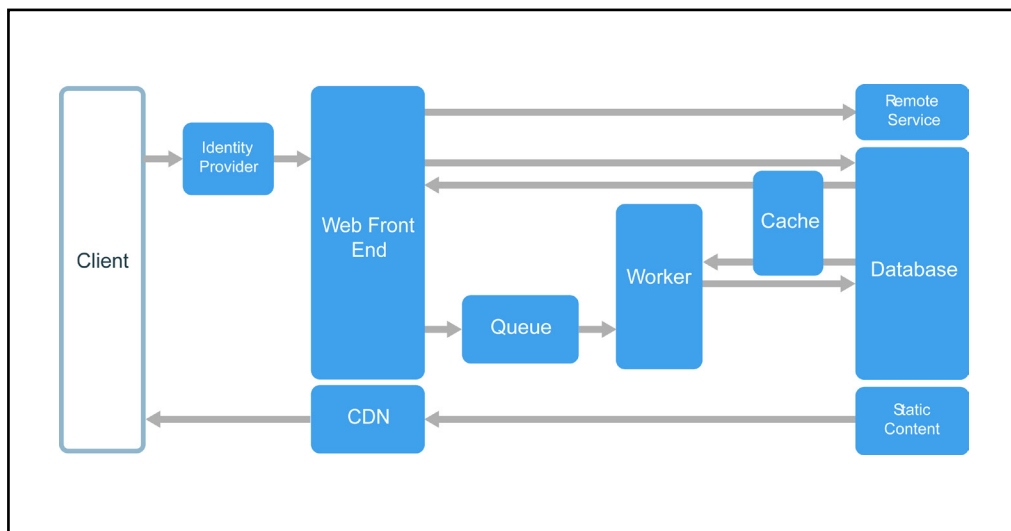 Client
Identity
Provider
Web Front
End
CDN
Queue
Worker
Cache
Remote
Service
Database
Static
Content